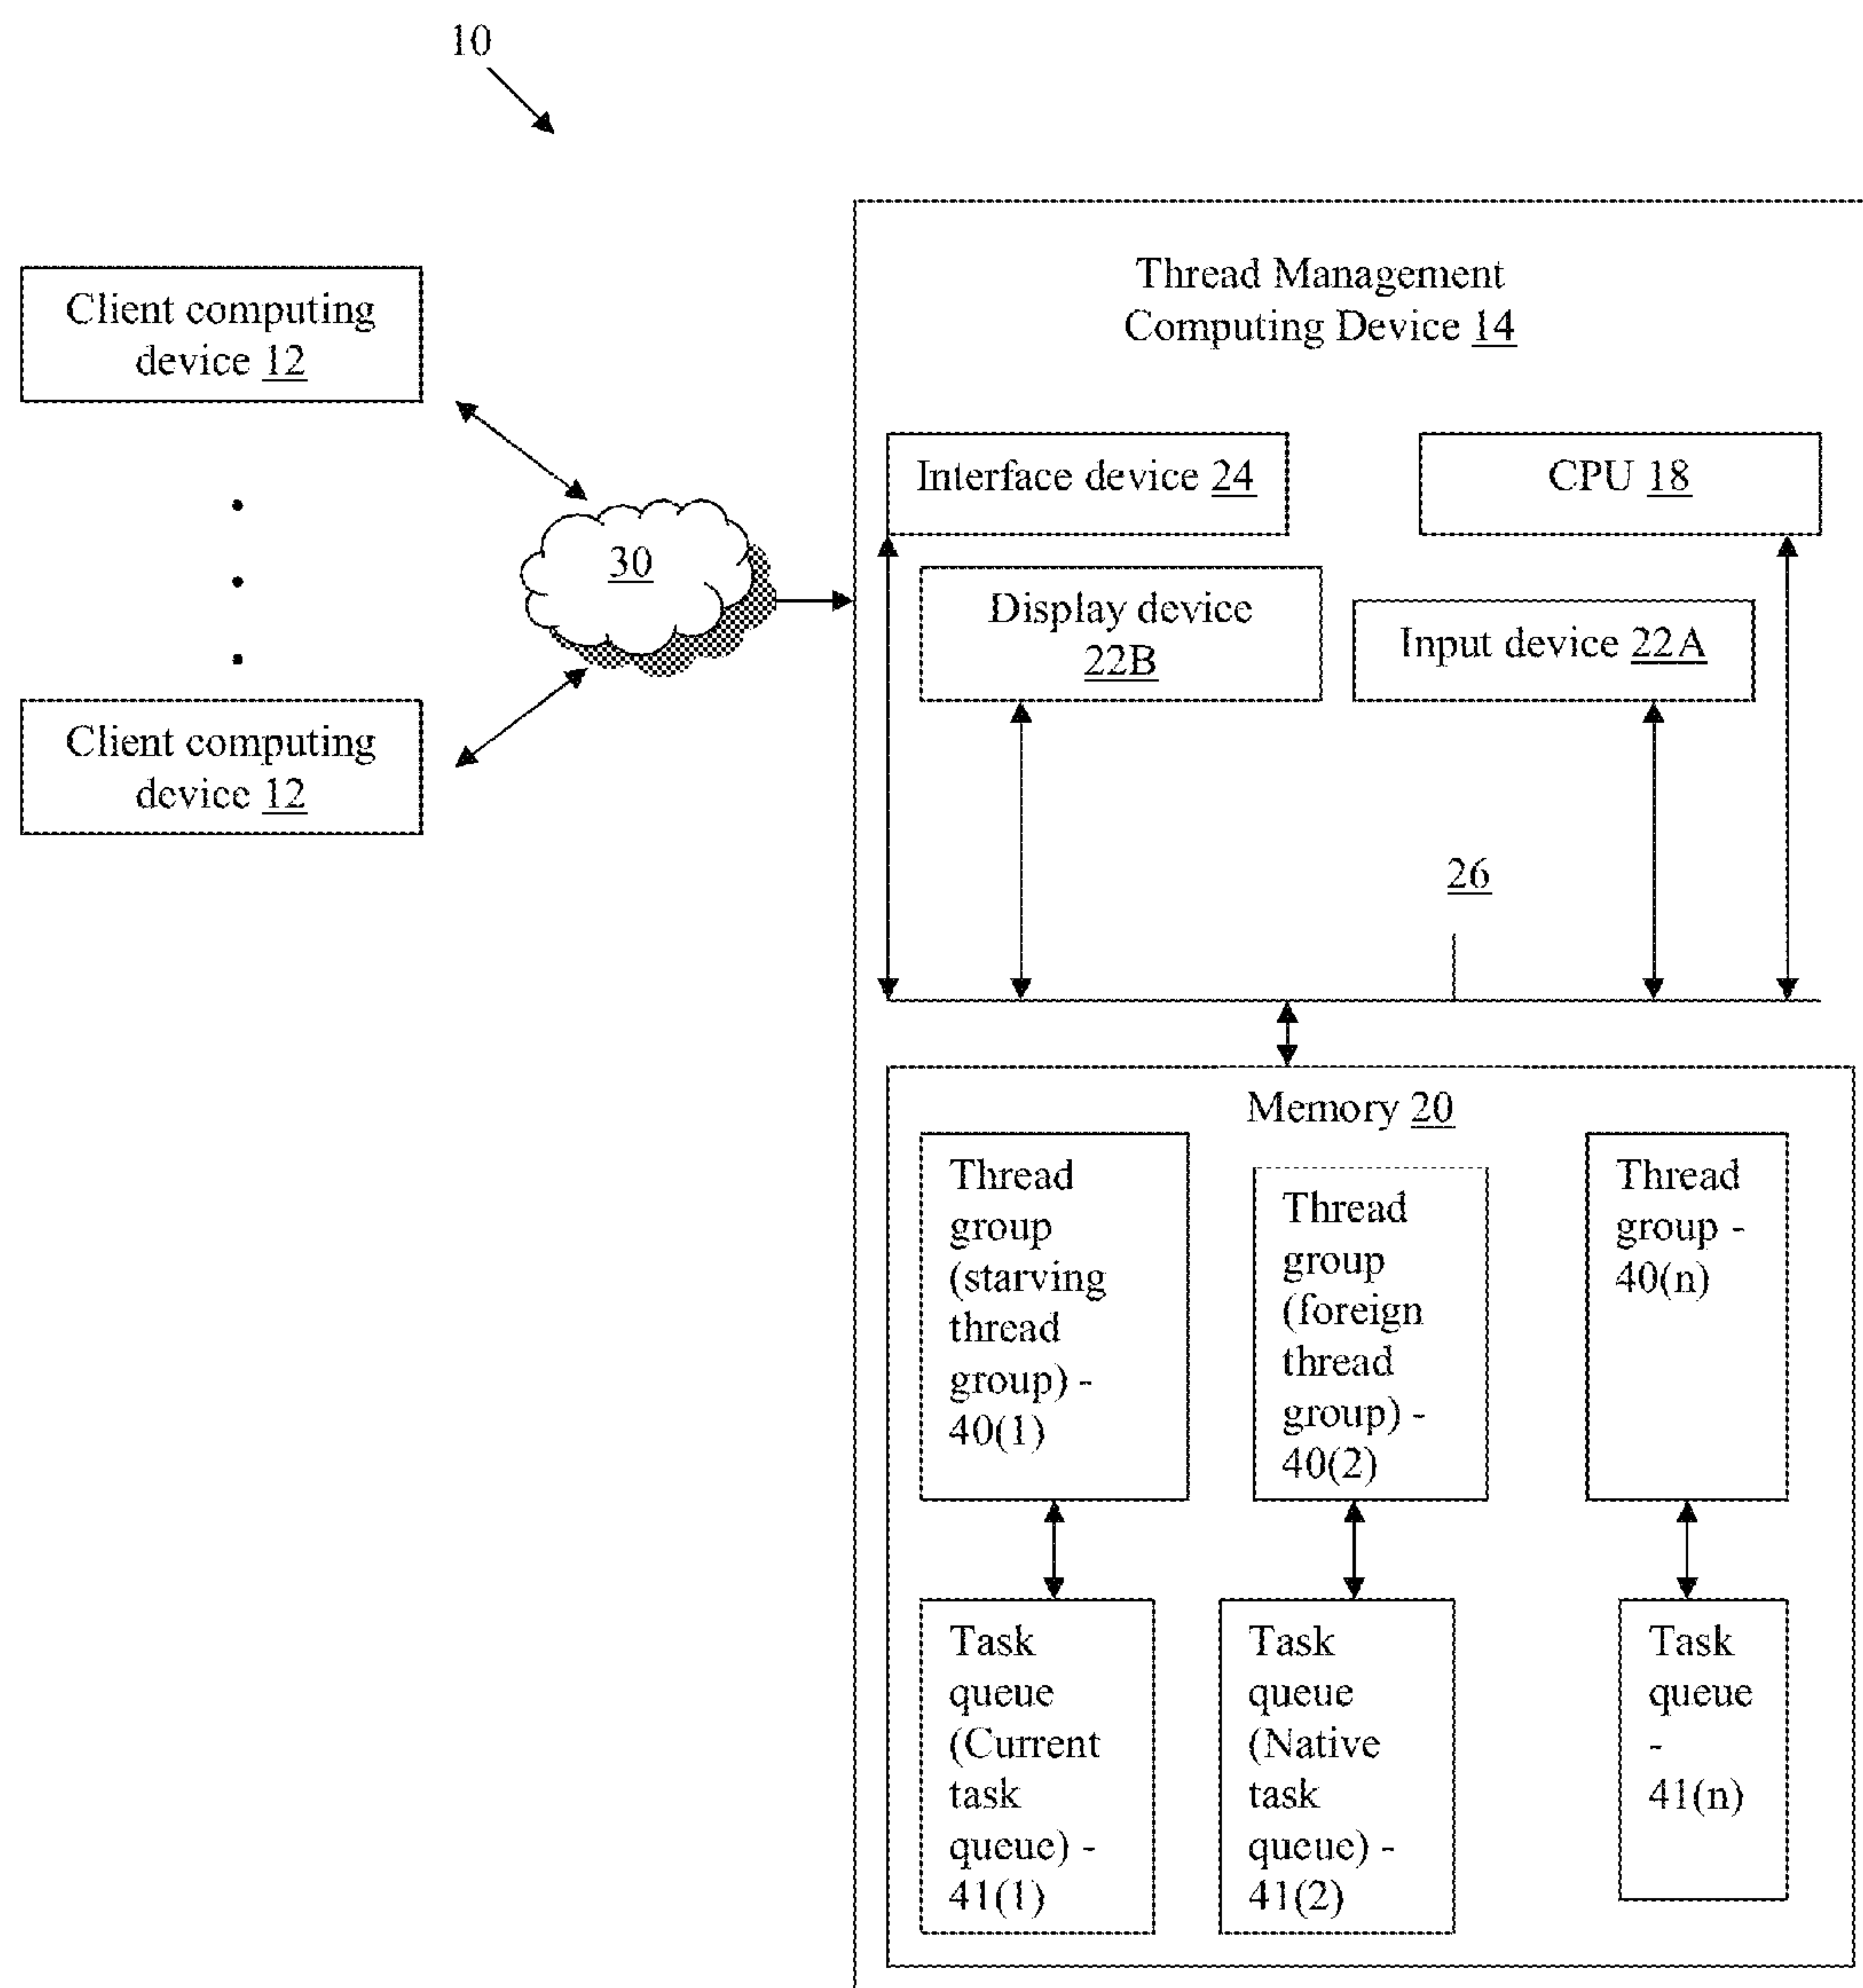 10
Client computing
device 12
Client computing
device 12
30
Thread Management
Computing Device 14
Interface device 24
CPU 18
Display device
22B
Input device 22A
26
Memory 20
Thread
group
(starving
thread
group) -
40(1)
Thread
group
(foreign
thread
group) -
40(2)
Thread
group -
40(n)
Task
queue
(Current
task
queue) -
41(1)
Task
queue
(Native
task
queue) -
41(2)
Task
queue
-
41(n)